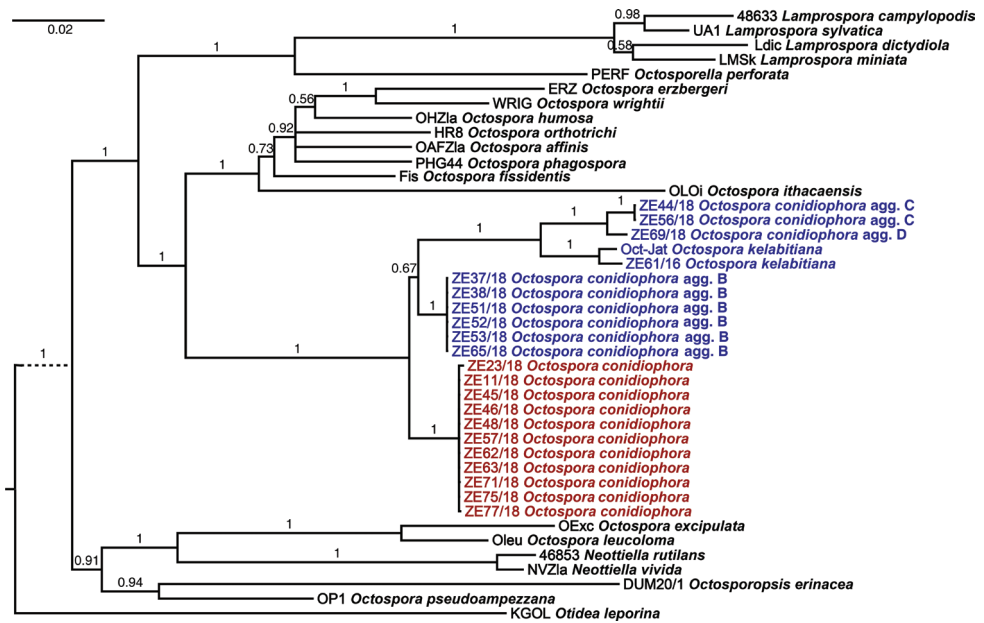 0.98
48633 Lamprospora campylopodis
UA1 Lamprospora sylvatica
1
0.58
Ldic Lamprospora dictydiola
0.02
1
LMSk Lamprospora miniata
PERF Octosporella perforata
1
ERZ Octospora erzbergeri
0.56
WRIG Octospora wrightii
OHZla Octospora humosa
0.92
HR8 Octospora orthotrichi
0.73
OAFZla Octospora affinis
1
1
PHG44 Octospora phagospora
Fis Octospora fissidentis
OLOi Octospora ithacaensis
1
ZE44/18 Octospora conidiophora agg. C
1
ZE56/18 Octospora conidiophora agg. C
1
ZE69/18 Octospora conidiophora agg. D
1
Oct-Jat Octospora kelabitiana
1
ZE61/16 Octospora kelabitiana
0.67
ZE37/18 Octospora conidiophora agg. B
ZE38/18 Octospora conidiophora agg. B
1
ZE51/18 Octospora conidiophora agg. B
ZE52/18 Octospora conidiophora agg. B
ZE53/18 Octospora conidiophora agg. B
1
1
ZE65/18 Octospora conidiophora agg. B
ZE23/18 Octospora conidiophora
ZE11/18 Octospora conidiophora
ZE45/18 Octospora conidiophora
ZE46/18 Octospora conidiophora
1
ZE48/18 Octospora conidiophora
ZE57/18 Octospora conidiophora
ZE62/18 Octospora conidiophora
ZE63/18 Octospora conidiophora
ZE71/18 Octospora conidiophora
ZE75/18 Octospora conidiophora
ZE77/18 Octospora conidiophora
1
OExc Octospora excipulata
1
Oleu Octospora leucoloma
0.91
1
46853 Neottiella rutilans
NVZla Neottiella vivida
0.94
DUM20/1 Octosporopsis erinacea
OP1 Octospora pseudoampezzana
KGOL Otidea leporina